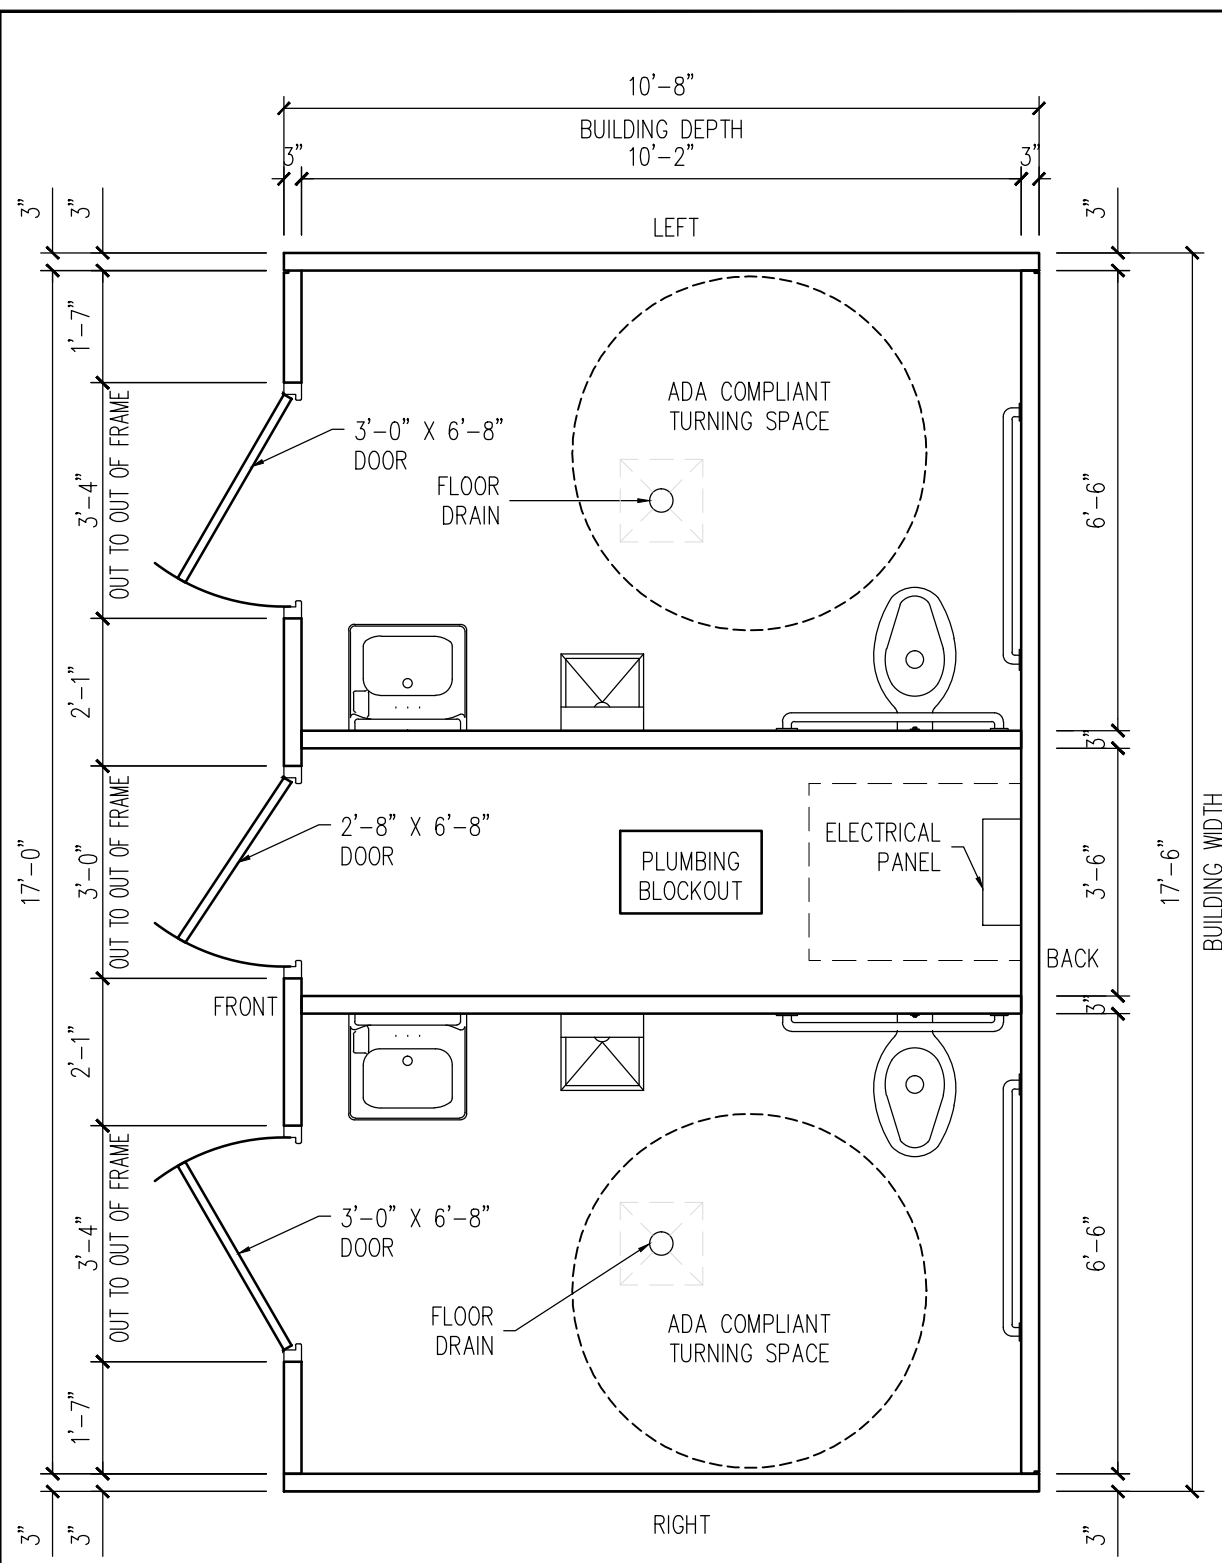 10'-8"
BUILDING DEPTH
3"
10'-2"
3"
3"
3"
LEFT
3"
1'-7"
3'-4"
OUT TO OUT OF FRAME
3'-0" X 6'-8"
DOOR
ADA COMPLIANT
TURNING SPACE
FLOOR
DRAIN
6'-6"
2'-1"
3"
17'-0"
3'-0"
OUT TO OUT OF FRAME
2'-8" X 6'-8"
DOOR
PLUMBING
BLOCKOUT
ELECTRICAL
PANEL
3'-6"
17'-6"
BUILDING WIDTH
BACK
FRONT
3"
2'-1"
3'-4"
OUT TO OUT OF FRAME
3'-0" X 6'-8"
DOOR
FLOOR
DRAIN
ADA COMPLIANT
TURNING SPACE
6'-6"
1'-7"
3"
3"
RIGHT
3"